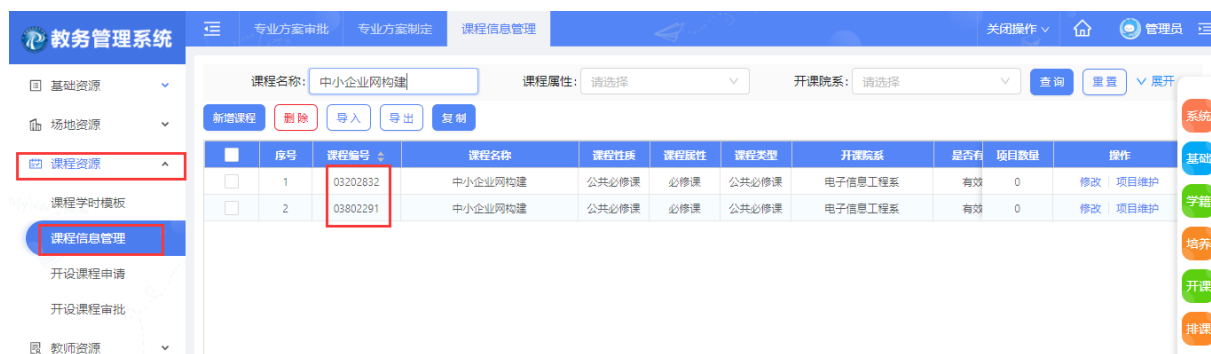 教务管理系统
专业方案审批 专业方案制定 课程信息管理 关闭操作 管理员
基础资源
场地资源
课程资源
课程学时模板
课程信息管理
开设课程申请
开设课程审批
教师资源
课程名称: 中小企业网构建 课程属性: 请选择 开课院系: 请选择 查询 重置 展开
新增课程 删除 导入 导出 复制
序号 课程编号 课程名称 课程性质 课程属性 课程类型 开课院系 是否有 项目数量 操作
1 03202832 中小企业网构建 公共必修课 必修课 公共必修课 电子信息工程系 有效 0 修改 项目维护
2 03802291 中小企业网构建 公共必修课 必修课 公共必修课 电子信息工程系 有效 0 修改 项目维护
系统
基础
学籍
培养
开课
排课